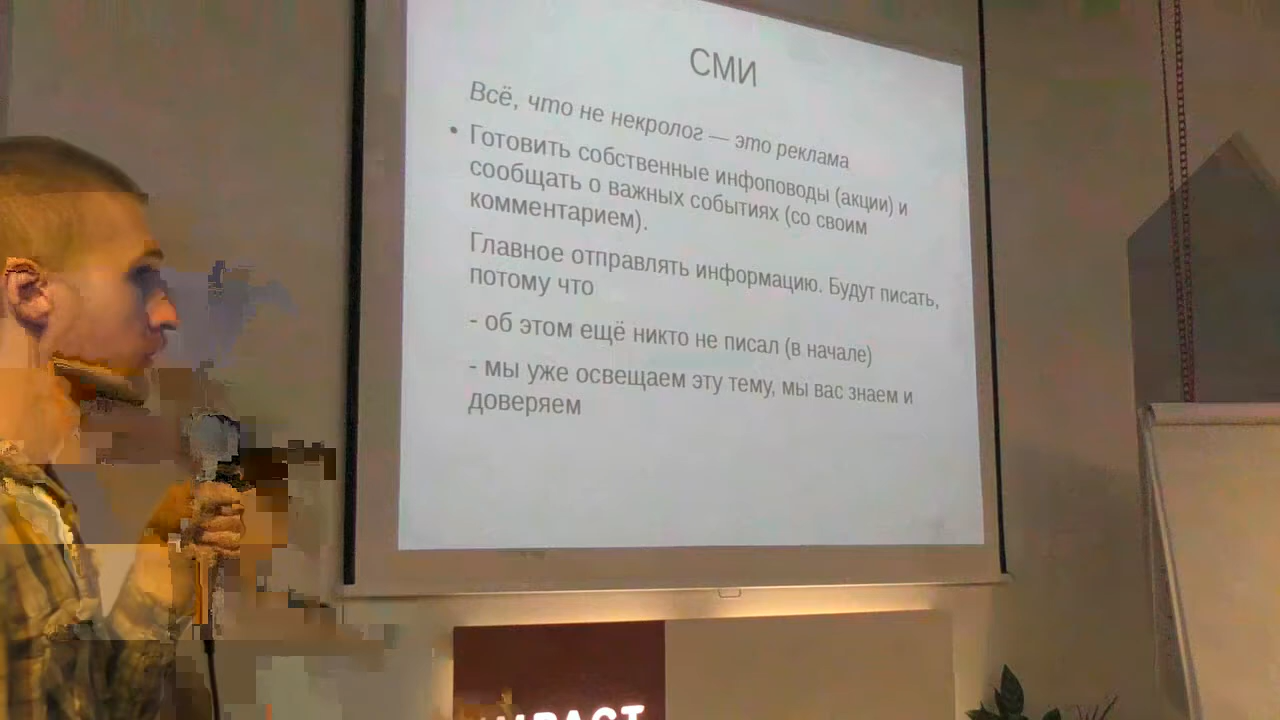 СМИ
Всё, что не некролог — это реклама
• Готовить собственные инфоповоды (акции) и
сообщать о важных событиях (со своим
комментарием).
Главное отправлять информацию. Будут писать,
потому что
- об этом ещё никто не писал (в начале)
- мы уже освещаем эту тему, мы вас знаем и
доверяем